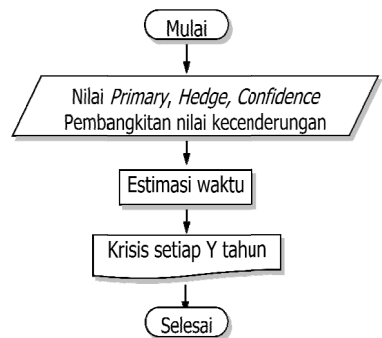 Mulai
Nilai Primary, Hedge, Confidence
Pembangkitan nilai kecenderungan
Estimasi waktu
Krisis setiap Y tahun
Selesai